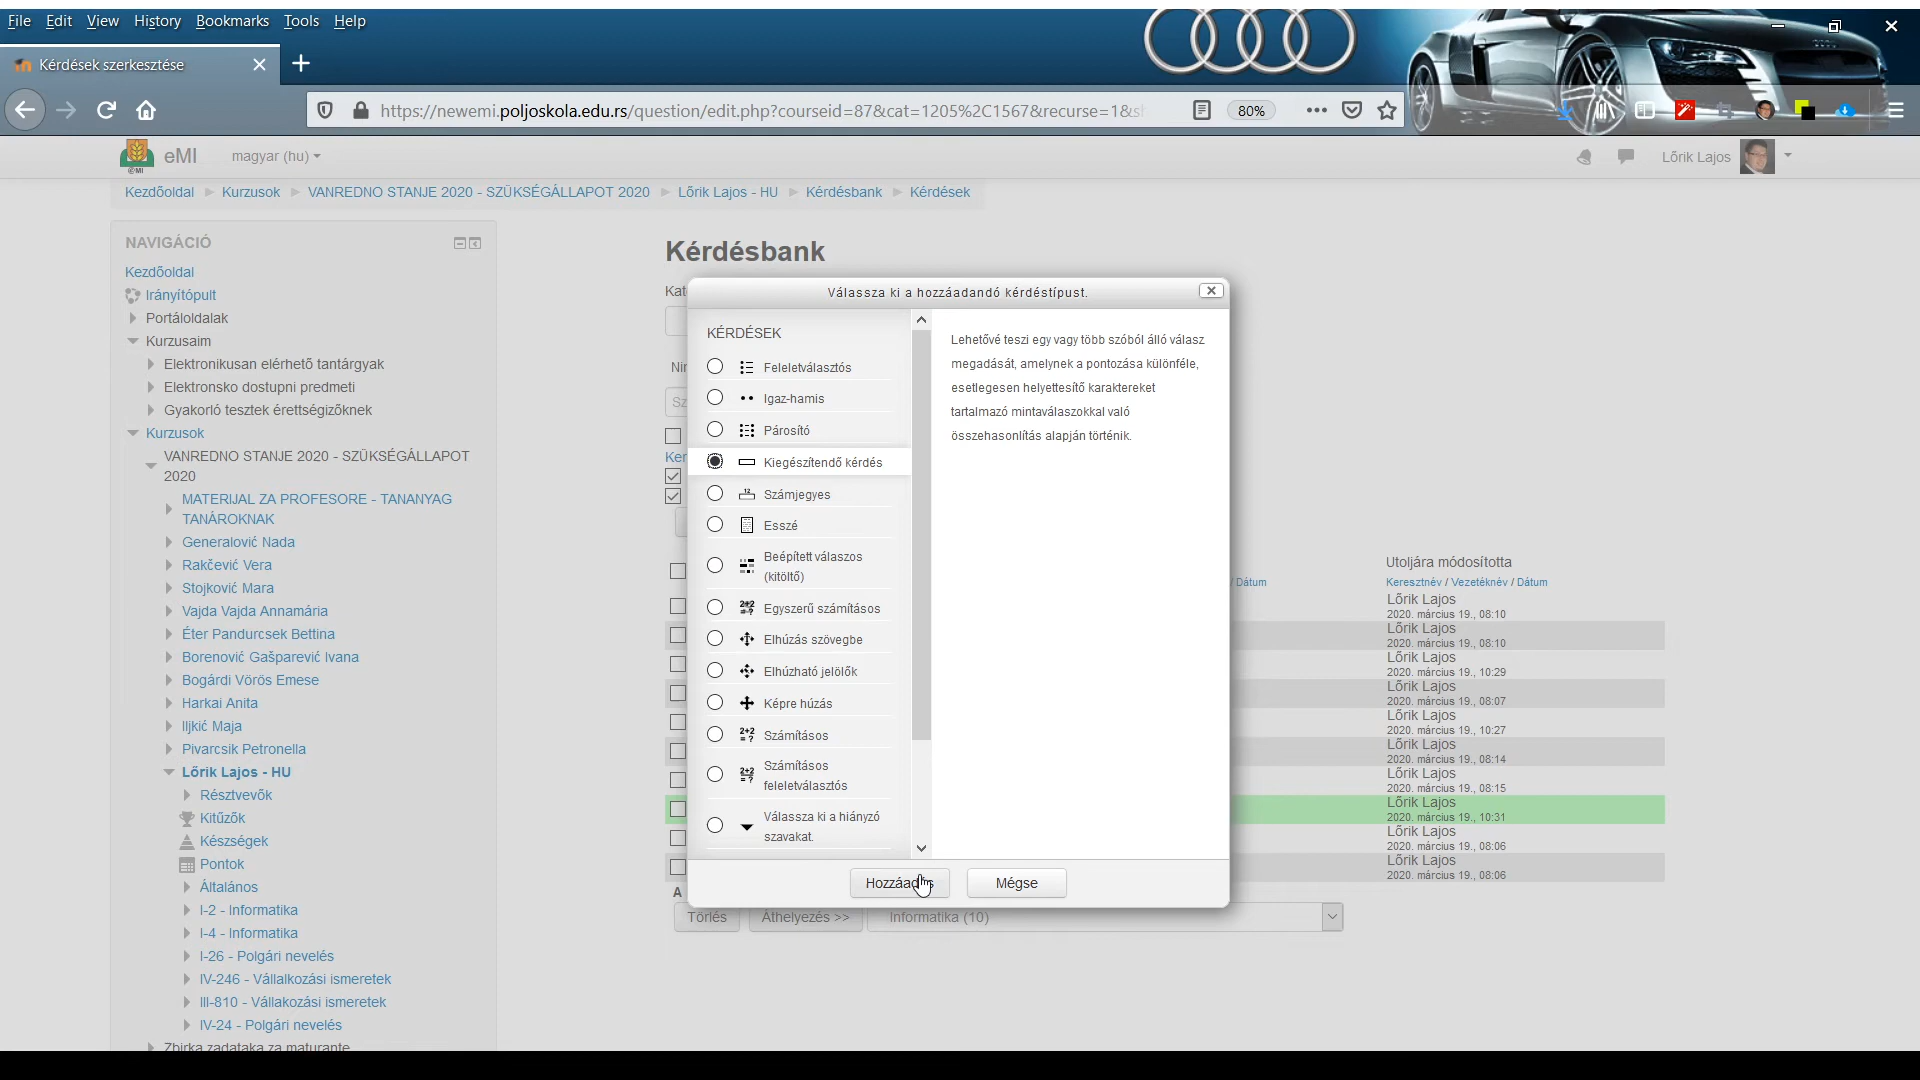 File Edit View History Bookmarks Tools Help
Kérdések szerkesztése
https://newemi.poljoskola.edu.rs/question/edit.php?courseid=87&cat=1205%2C1567&recurse=1&s
80%
eMI
magyar (hu)
Lőrik Lajos
Kezdőoldal Kurzusok VANREDNO STANJE 2020 - SZÜKSÉGÁLLAPOT 2020 Lőrik Lajos - HU Kérdésbank Kérdések
NAVIGÁCIÓ
Kezdőoldal
Irányítópult
Portáloldalak
Kurzusaim
Elektronikusan elérhető tantárgyak
Elektronsko dostupni predmeti
Gyakorló tesztek érettségizőknek
Kurzusok
VANREDNO STANJE 2020 - SZÜKSÉGÁLLAPOT
2020
MATERIJAL ZA PROFESORE - TANANYAG
TANÁROKNAK
Generalović Nada
Rakčević Vera
Stojković Mara
Vajda Vajda Annamária
Éter Pandurcsek Bettina
Borenović Gašparević Ivana
Bogárdi Vörös Emese
Harkai Anita
Iljkić Maja
Pivarcsik Petronella
Lőrik Lajos - HU
Résztvevők
Kitűzők
Készségek
Pontok
Általános
I-2 - Informatika
I-4 - Informatika
I-26 - Polgári nevelés
IV-246 - Vállalkozási ismeretek
III-810 - Vállakozási ismeretek
IV-24 - Polgári nevelés
Zbirka zadataka za maturante
Kérdésbank
Válassza ki a hozzáadandó kérdéstípust.
KÉRDÉSEK
Feleletválasztós
Igaz-hamis
Párosító
Kiegészítendő kérdés
Számjegyes
Esszé
Beépített válaszos
(kitöltő)
Egyszerű számításos
Elhúzás szövegbe
Elhúzható jelölők
Képre húzás
Számításos
Számításos
feleletválasztós
Válassza ki a hiányzó
szavakat.
Lehetővé teszi egy vagy több szóból álló válasz
megadását, amelynek a pontozása különféle,
esetlegesen helyettesítő karaktereket
tartalmazó mintaválaszokkal való
összehasonlítás alapján történik.
Hozzáadás Mégse
Törlés Áthelyezés >> Informatika (10)
/ Dátum
Utoljára módosította
Keresztnév / Vezetéknév / Dátum
Lőrik Lajos
2020. március 19., 08:10
Lőrik Lajos
2020. március 19., 08:10
Lőrik Lajos
2020. március 19., 10:29
Lőrik Lajos
2020. március 19., 08:07
Lőrik Lajos
2020. március 19., 10:27
Lőrik Lajos
2020. március 19., 08:14
Lőrik Lajos
2020. március 19., 08:15
Lőrik Lajos
2020. március 19., 10:31
Lőrik Lajos
2020. március 19., 08:06
Lőrik Lajos
2020. március 19., 08:06